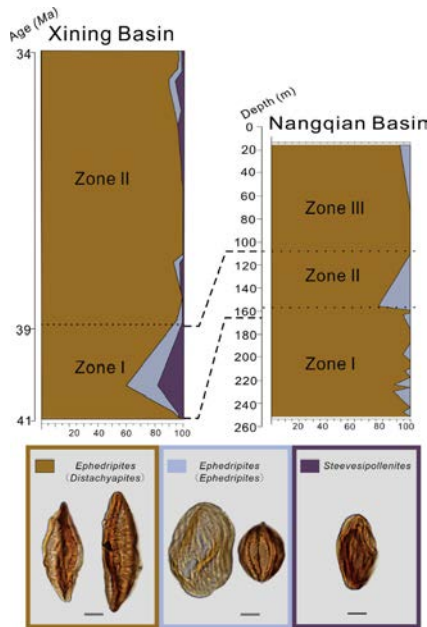 Xining Basin
Age (Ma)
34
Zone II
39
Zone I
41
20 40 60 80 100
Nangqian Basin
Depth (m)
0
20
40
60
80
100
120
140
160
180
200
220
240
260
Zone III
Zone II
Zone I
20 40 60 80 100
Ephedripites
(Distachyapites)
Ephedripites
(Ephedripites)
Steevesipollenites